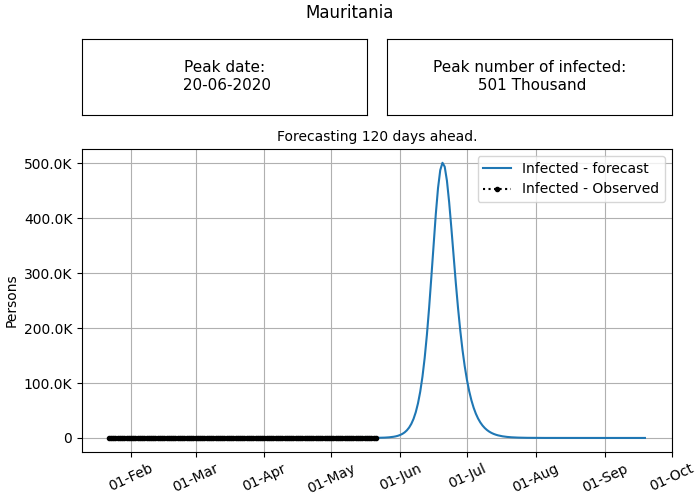 Mauritania
Peak date:
20-06-2020
Peak number of infected:
501 Thousand
Forecasting 120 days ahead.
Infected - forecast
Infected - Observed
Persons
500.0K
400.0K
300.0K
200.0K
100.0K
0
01-Feb
01-Mar
01-Apr
01-May
01-Jun
01-Jul
01-Aug
01-Sep
01-Oct